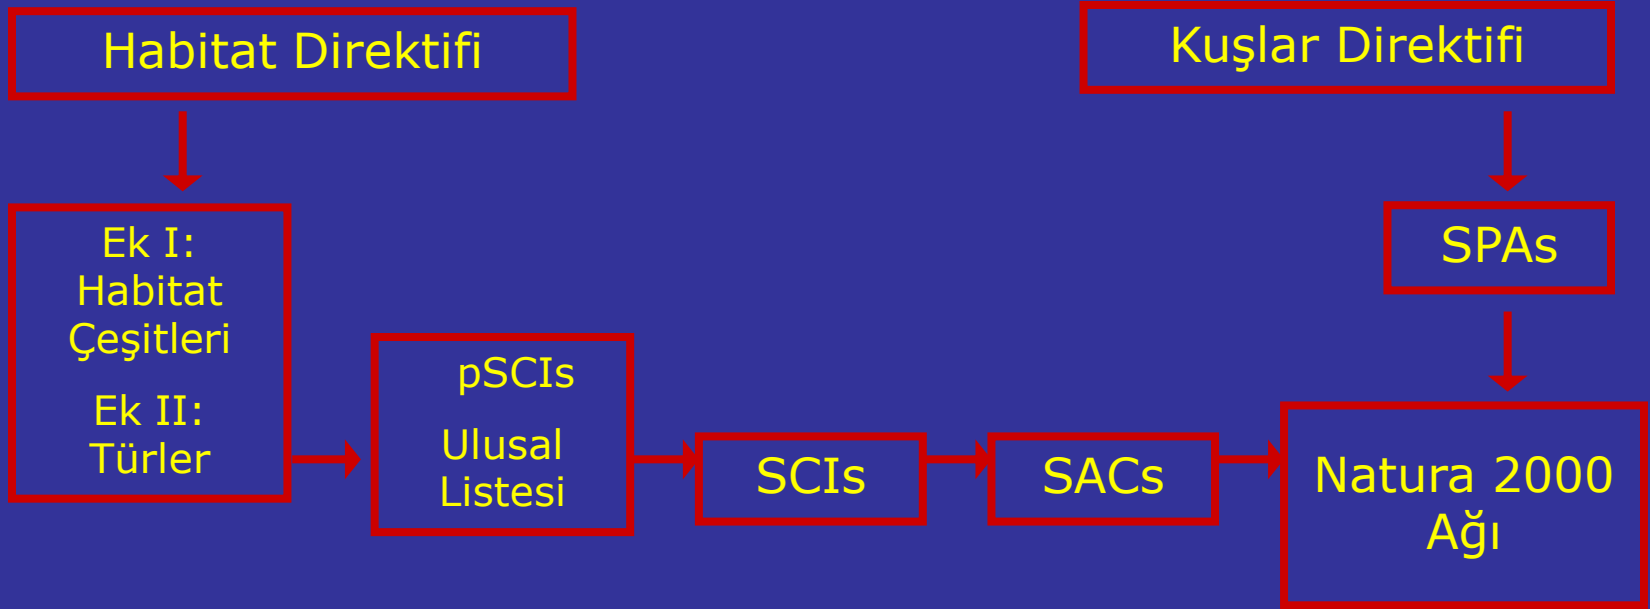 Habitat Direktifi
Kuşlar Direktifi
Ek I:
Habitat
Çeşitleri
Ek II:
Türler
pSCIs
Ulusal
Listesi
SCIs
SACs
SPAs
Natura 2000
Ağı